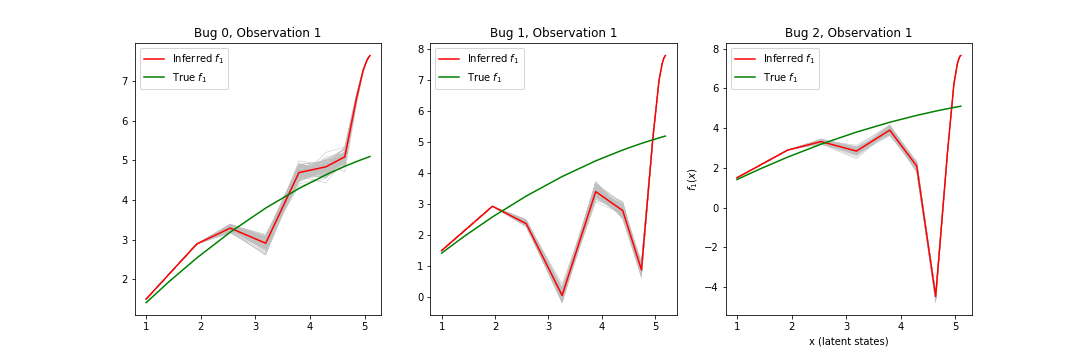 Bug 0, Observation 1
Inferred f₁
True f₁
7
6
5
4
3
2
1 2 3 4 5
Bug 1, Observation 1
Inferred f₁
True f₁
8
7
6
5
4
3
2
1
0
1 2 3 4 5
Bug 2, Observation 1
Inferred f₁
True f₁
f₁(x)
8
6
4
2
0
−2
−4
1 2 3 4 5
x (latent states)